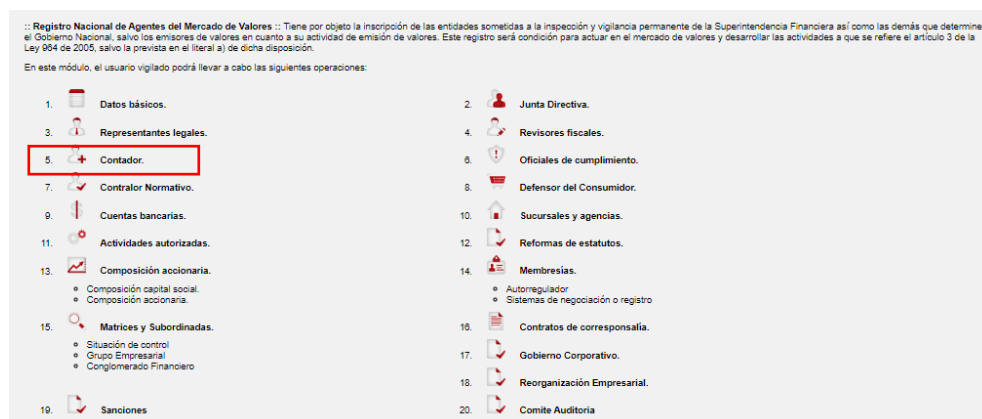 :: Registro Nacional de Agentes del Mercado de Valores :: Tiene por objeto la inscripción de las entidades sometidas a la inspección y vigilancia permanente de la Superintendencia Financiera así como las demás que determine
el Gobierno Nacional, salvo los emisores de valores en cuanto a su actividad de emisión de valores. Este registro será condición para actuar en el mercado de valores y desarrollar las actividades a que se refiere el artículo 3 de la
Ley 964 de 2005, salvo la prevista en el literal a) de dicha disposición.
En este módulo, el usuario vigilado podrá llevar a cabo las siguientes operaciones:
1. Datos básicos.
2. Junta Directiva.
3. Representantes legales.
4. Revisores fiscales.
5. Contador.
6. Oficiales de cumplimiento.
7. Contralor Normativo.
8. Defensor del Consumidor.
9. Cuentas bancarias.
10. Sucursales y agencias.
11. Actividades autorizadas.
12. Reformas de estatutos.
13. Composición accionaria.
Composición capital social.
Composición accionaria.
14. Membresías.
Autorregulador
Sistemas de negociación o registro
15. Matrices y Subordinadas.
Situación de control
Grupo Empresarial
Conglomerado Financiero
16. Contratos de corresponsalía.
17. Gobierno Corporativo.
18. Reorganización Empresarial.
19. Sanciones
20. Comite Auditoria